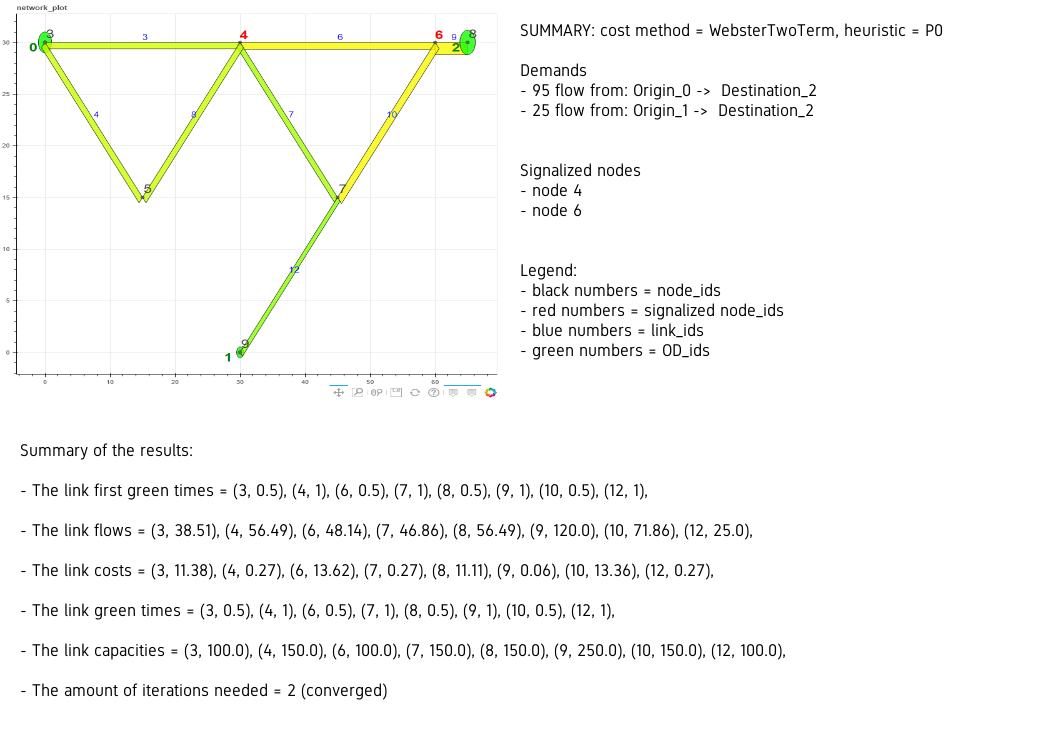 network_plot
SUMMARY: cost method = WebsterTwoTerm, heuristic = P0
Demands
- 95 flow from: Origin_0 -> Destination_2
- 25 flow from: Origin_1 -> Destination_2
Signalized nodes
- node 4
- node 6
Legend:
- black numbers = node_ids
- red numbers = signalized node_ids
- blue numbers = link_ids
- green numbers = OD_ids
3 3 4 6 6 9 8
30 0 2
25
4 8 7 10
20
5 7
15
10
12
5
9
0 1
0 10 20 30 40 50 60
Summary of the results:
- The link first green times = (3, 0.5), (4, 1), (6, 0.5), (7, 1), (8, 0.5), (9, 1), (10, 0.5), (12, 1),
- The link flows = (3, 38.51), (4, 56.49), (6, 48.14), (7, 46.86), (8, 56.49), (9, 120.0), (10, 71.86), (12, 25.0),
- The link costs = (3, 11.38), (4, 0.27), (6, 13.62), (7, 0.27), (8, 11.11), (9, 0.06), (10, 13.36), (12, 0.27),
- The link green times = (3, 0.5), (4, 1), (6, 0.5), (7, 1), (8, 0.5), (9, 1), (10, 0.5), (12, 1),
- The link capacities = (3, 100.0), (4, 150.0), (6, 100.0), (7, 150.0), (8, 150.0), (9, 250.0), (10, 150.0), (12, 100.0),
- The amount of iterations needed = 2 (converged)